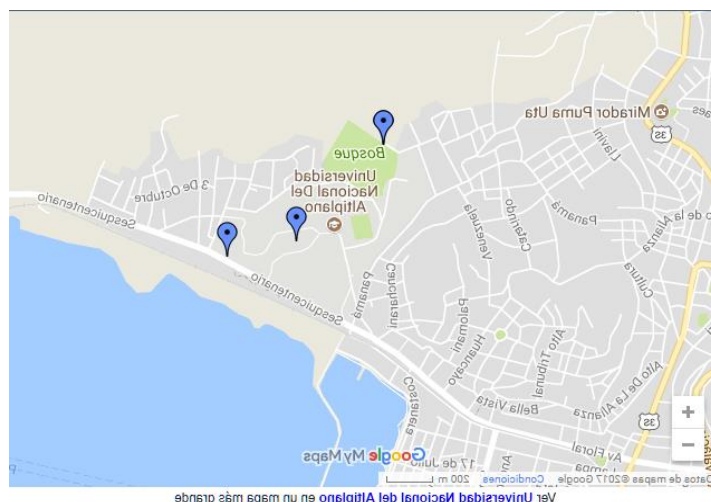 Mirador Puma Uta
3S
Llavini
Bosque
Universidad
Nacional Del
Altiplano
3 De Octubre
Panamá
Catarindo
Venezuela
o de la Alianza
Cultura
Sesquicentenario
Sesquicentenario
Panamá
Cancharani
Palomani
Huancayo
Alto Tribunal
Alto De La Alianza
Costanera
Bella Vista
3S
Av Floral
17 de Julio
Google My Maps
200 m
Condiciones
Datos de mapas ©2017 Google
Ver Universidad Nacional del Altiplano en un mapa más grande